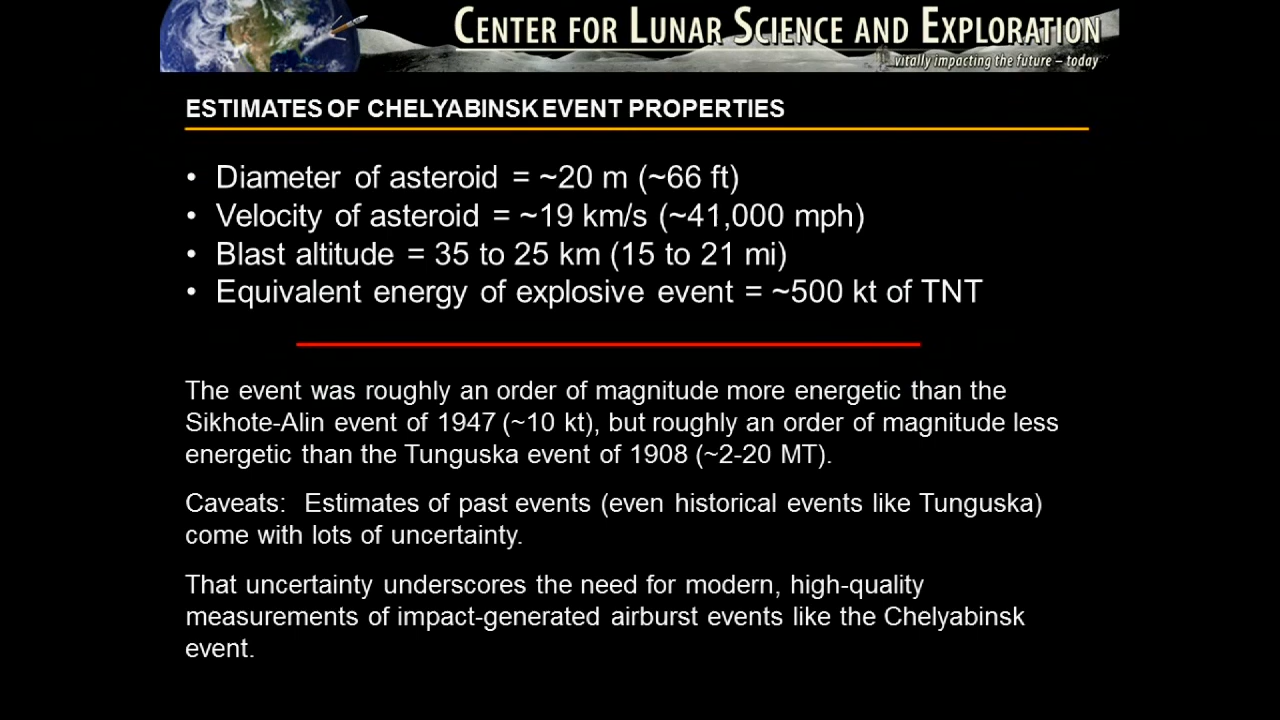 CENTER FOR LUNAR SCIENCE AND EXPLORATION
...vitally impacting the future – today
ESTIMATES OF CHELYABINSK EVENT PROPERTIES
• Diameter of asteroid = ~20 m (~66 ft)
• Velocity of asteroid = ~19 km/s (~41,000 mph)
• Blast altitude = 35 to 25 km (15 to 21 mi)
• Equivalent energy of explosive event = ~500 kt of TNT
The event was roughly an order of magnitude more energetic than the
Sikhote-Alin event of 1947 (~10 kt), but roughly an order of magnitude less
energetic than the Tunguska event of 1908 (~2-20 MT).
Caveats: Estimates of past events (even historical events like Tunguska)
come with lots of uncertainty.
That uncertainty underscores the need for modern, high-quality
measurements of impact-generated airburst events like the Chelyabinsk
event.